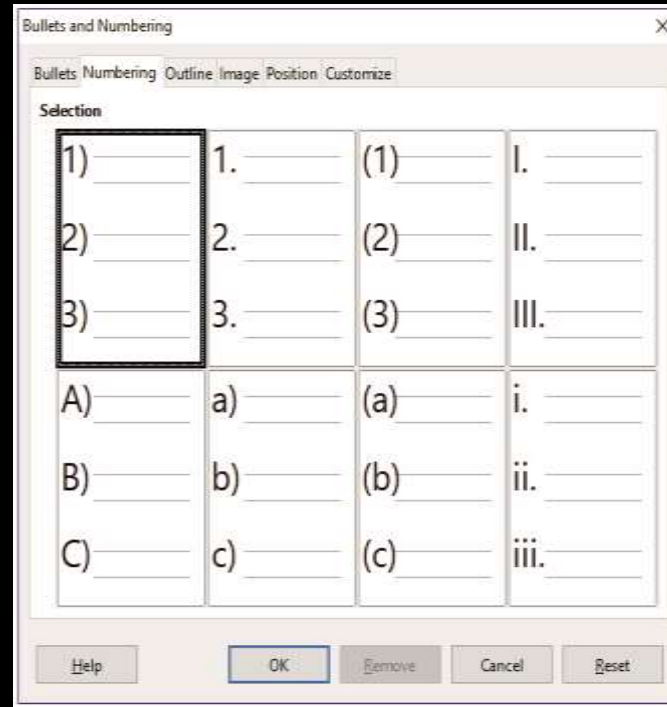 Bullets and Numbering
Bullets Numbering Outline Image Position Customize
Selection
1) 1. (1) I.
2) 2. (2) II.
3) 3. (3) III.
A) a) (a) i.
B) b) (b) ii.
C) c) (c) iii.
Help OK Remove Cancel Reset